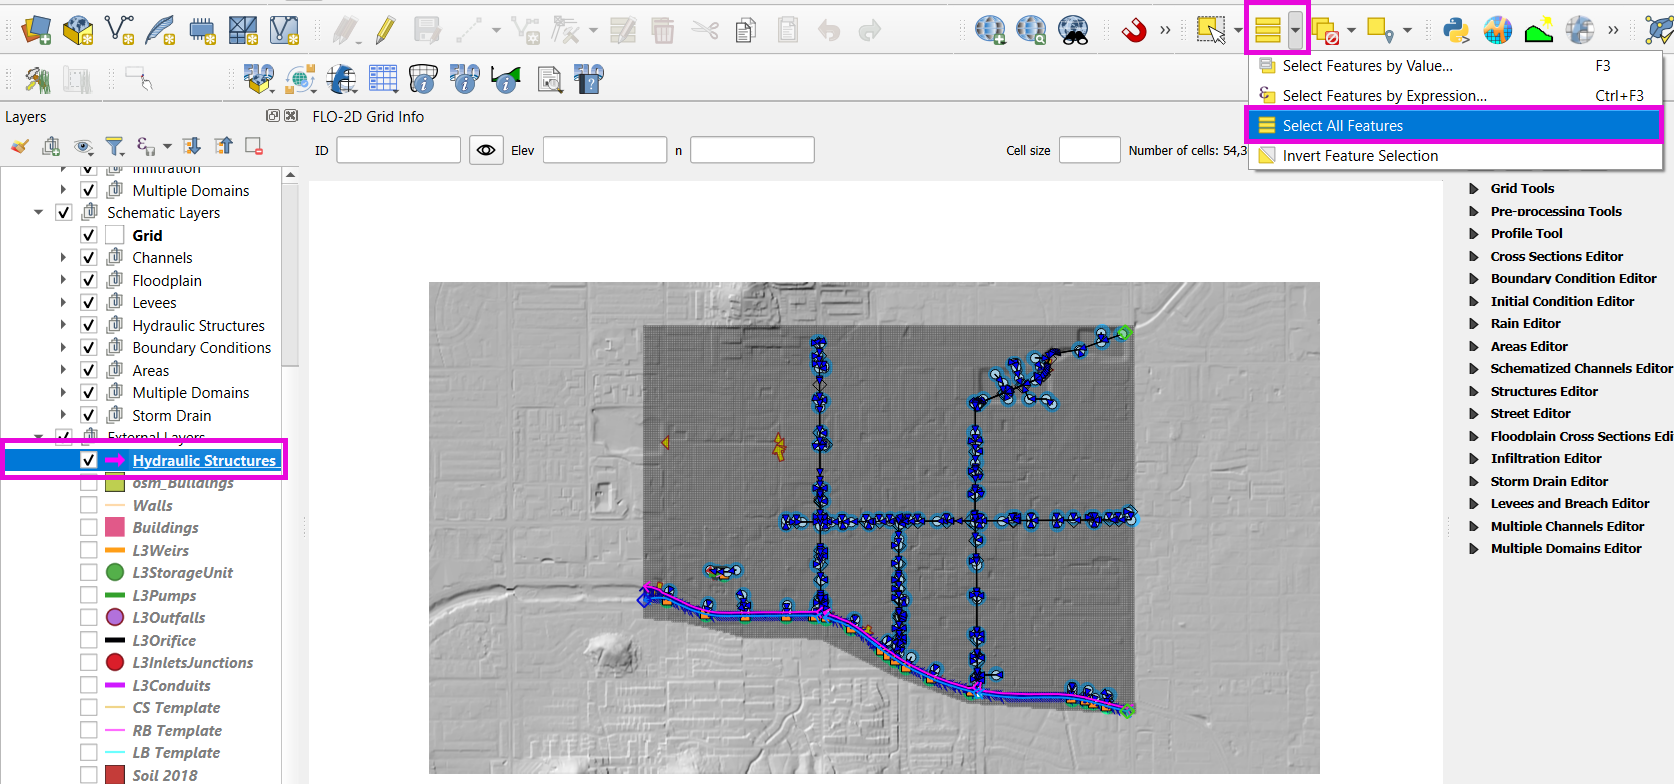 Select Features by Value... F3
Select Features by Expression... Ctrl+F3
Select All Features
Invert Feature Selection
Layers
FLO-2D Grid Info
ID
Elev
n
Cell size
Number of cells: 54,3
Infiltration
Multiple Domains
Schematic Layers
Grid
Channels
Floodplain
Levees
Hydraulic Structures
Boundary Conditions
Areas
Multiple Domains
Storm Drain
External Layers
Hydraulic Structures
osm_Buildings
Walls
Buildings
L3Weirs
L3StorageUnit
L3Pumps
L3Outfalls
L3Orifice
L3InletsJunctions
L3Conduits
CS Template
RB Template
LB Template
Soil 2018
Grid Tools
Pre-processing Tools
Profile Tool
Cross Sections Editor
Boundary Condition Editor
Initial Condition Editor
Rain Editor
Areas Editor
Schematized Channels Editor
Structures Editor
Street Editor
Floodplain Cross Sections Edi
Infiltration Editor
Storm Drain Editor
Levees and Breach Editor
Multiple Channels Editor
Multiple Domains Editor